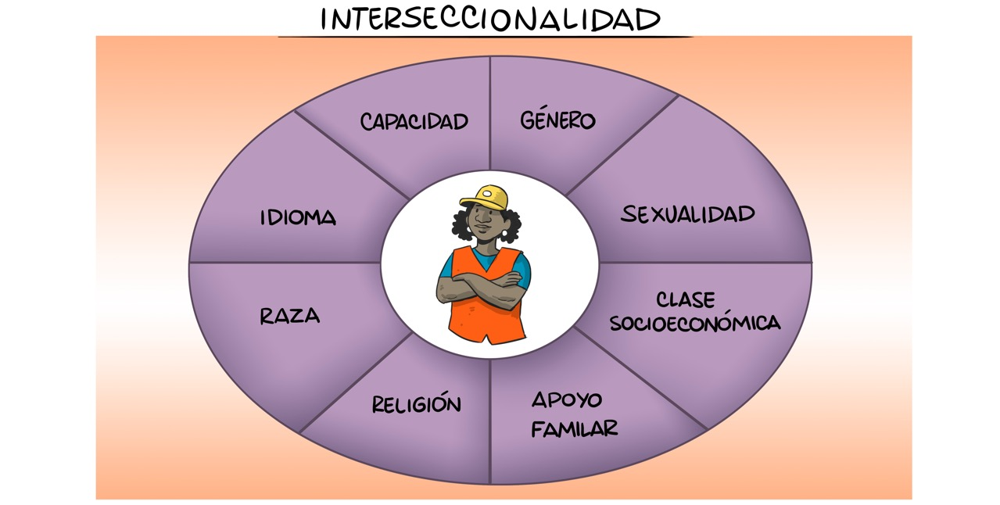 INTERSECCIONALIDAD
CAPACIDAD
GÉNERO
IDIOMA
SEXUALIDAD
RAZA
CLASE
SOCIOECONÓMICA
RELIGIÓN
APOYO
FAMILAR